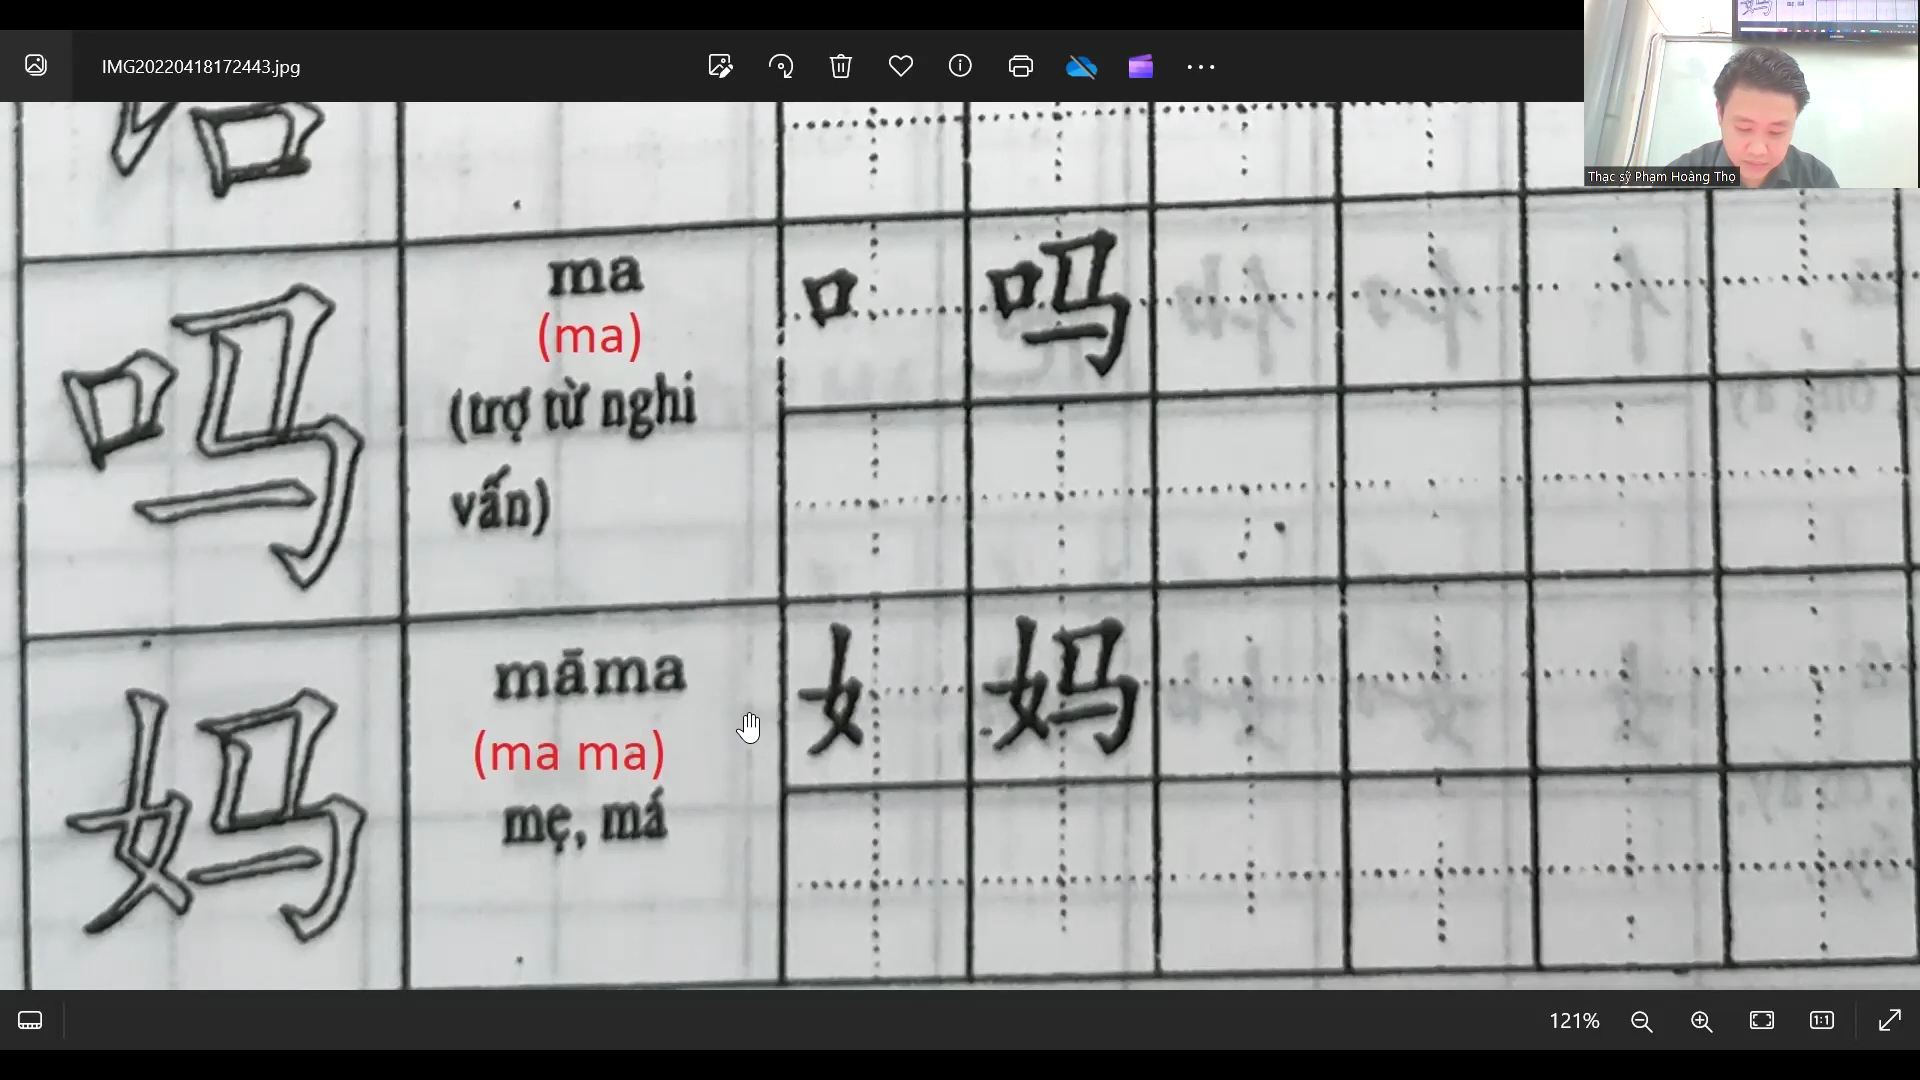 IMG20220418172443.jpg
Thạc sỹ Phạm Hoàng Thọ
吗
ma
(ma)
(trợ từ nghi
vấn)
口 吗
妈
māma
(ma ma)
mẹ, má
女 妈
121%